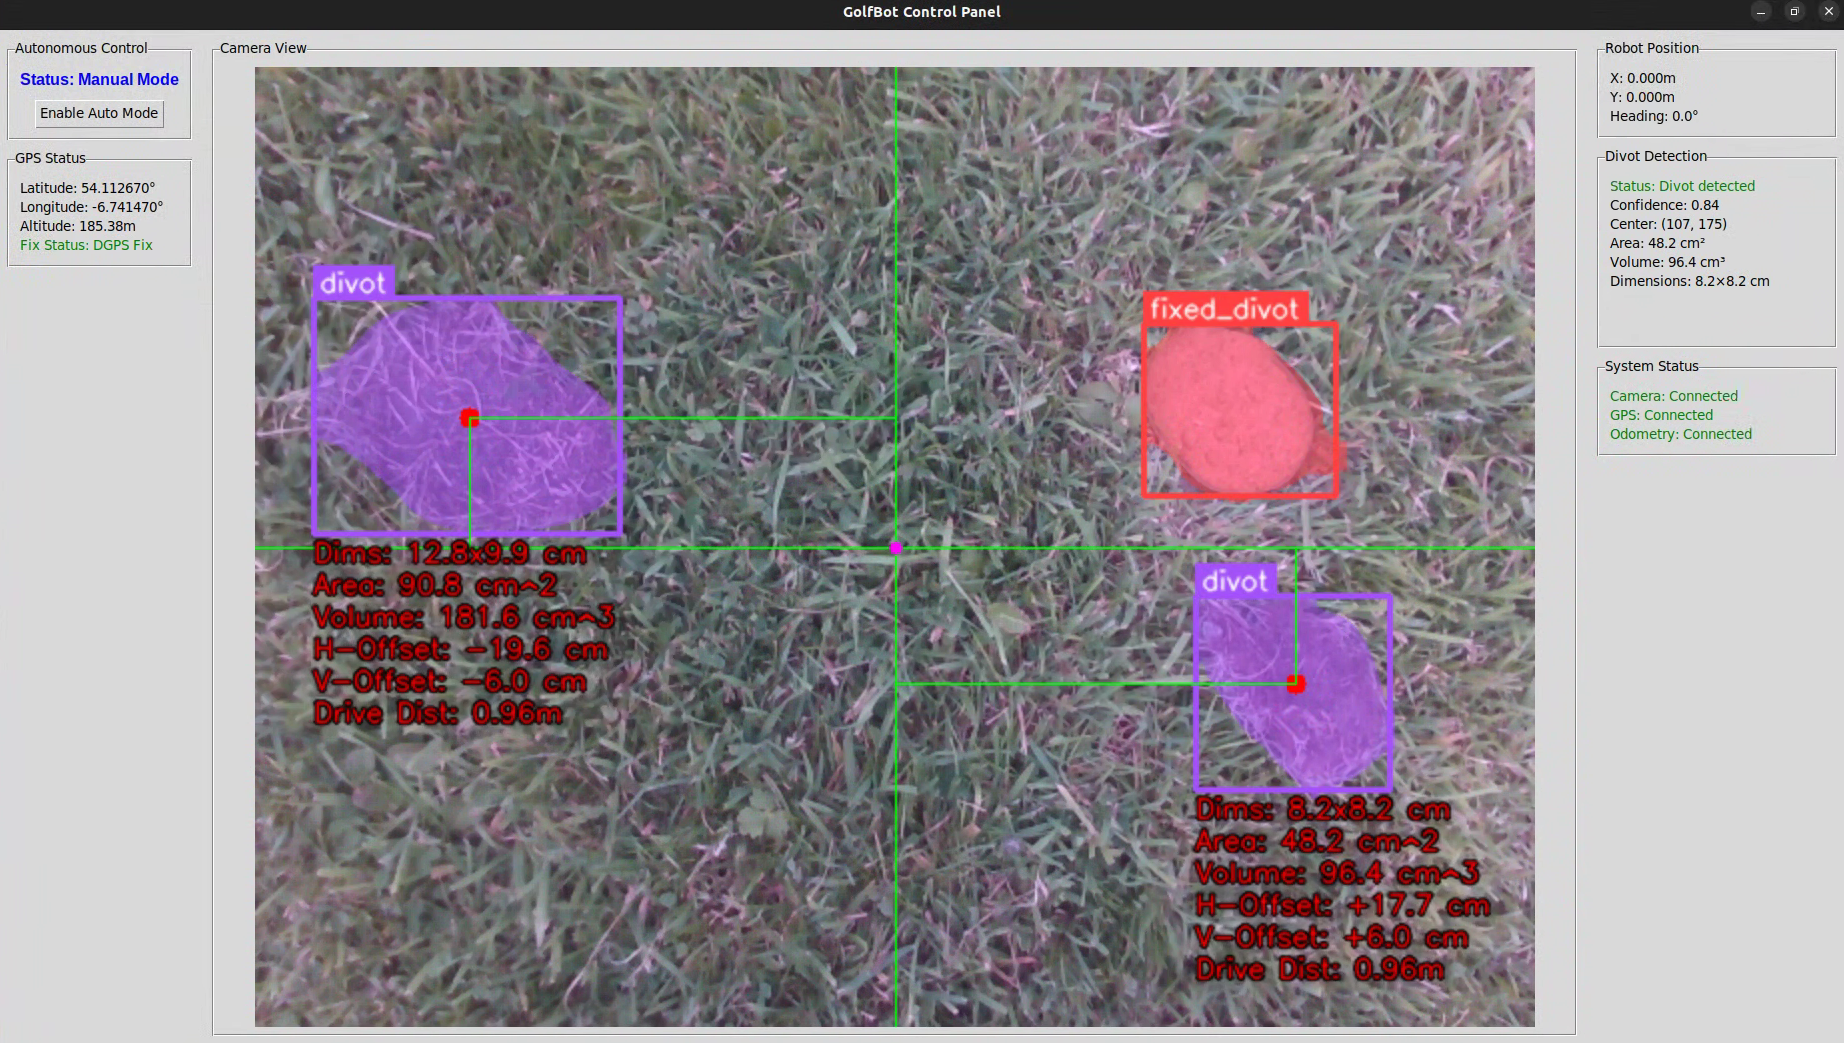 GolfBot Control Panel
Autonomous Control
Status: Manual Mode
Enable Auto Mode
GPS Status
Latitude: 54.112670°
Longitude: -6.741470°
Altitude: 185.38m
Fix Status: DGPS Fix
Camera View
divot
Dims: 12.8x9.9 cm
Area: 90.8 cm^2
Volume: 181.6 cm^3
H-Offset: -19.6 cm
V-Offset: -6.0 cm
Drive Dist: 0.96m
fixed_divot
divot
Dims: 8.2x8.2 cm
Area: 48.2 cm^2
Volume: 96.4 cm^3
H-Offset: +17.7 cm
V-Offset: +6.0 cm
Drive Dist: 0.96m
Robot Position
X: 0.000m
Y: 0.000m
Heading: 0.0°
Divot Detection
Status: Divot detected
Confidence: 0.84
Center: (107, 175)
Area: 48.2 cm²
Volume: 96.4 cm³
Dimensions: 8.2×8.2 cm
System Status
Camera: Connected
GPS: Connected
Odometry: Connected